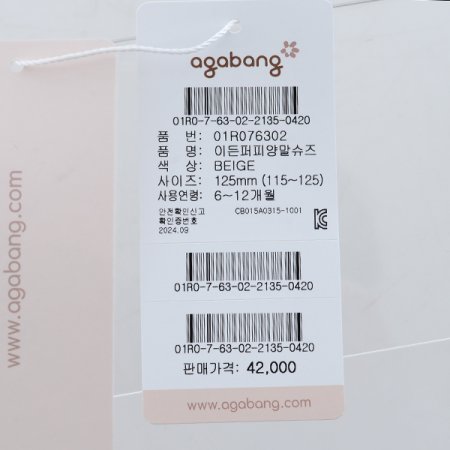 agabang
01R0-7-63-02-2135-0420
품 번: 01R076302
품 명: 이든퍼피양말슈즈
색 상: BEIGE
사이즈: 125mm (115~125)
사용연령: 6~12개월
안전확인신고
확인증번호 CB015A0315-1001
2024.09
01R0-7-63-02-2135-0420
01R0-7-63-02-2135-0420
판매가격: 42,000
www.agabang.com
www.agabang.com